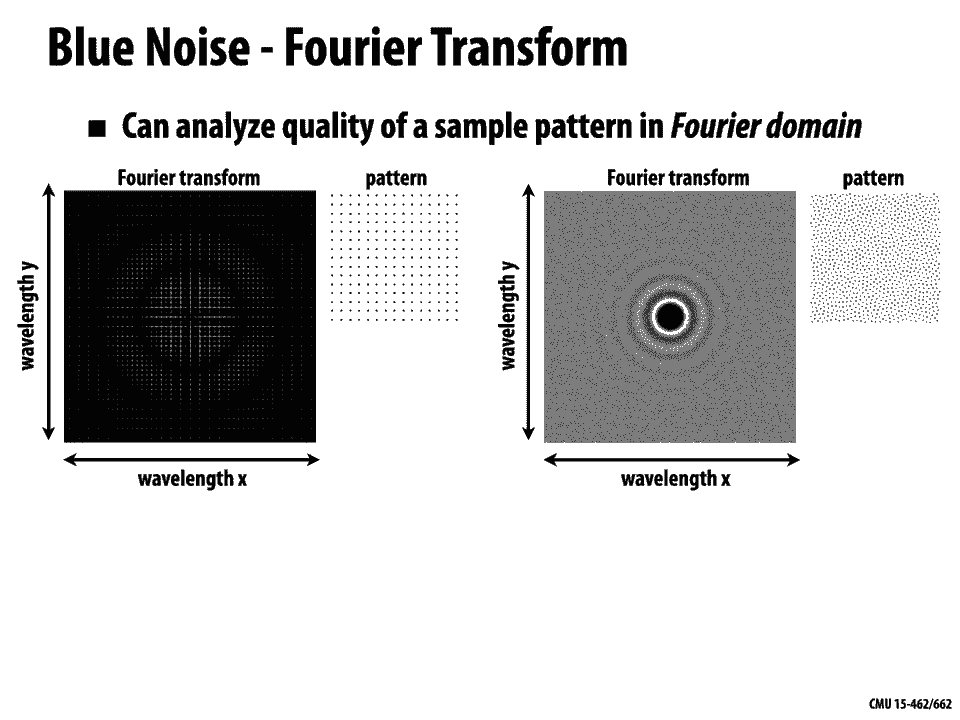 Blue Noise - Fourier Transform
■ Can analyze quality of a sample pattern in Fourier domain
Fourier transform
pattern
wavelength y
wavelength x
Fourier transform
pattern
wavelength y
wavelength x
CMU 15-462/662